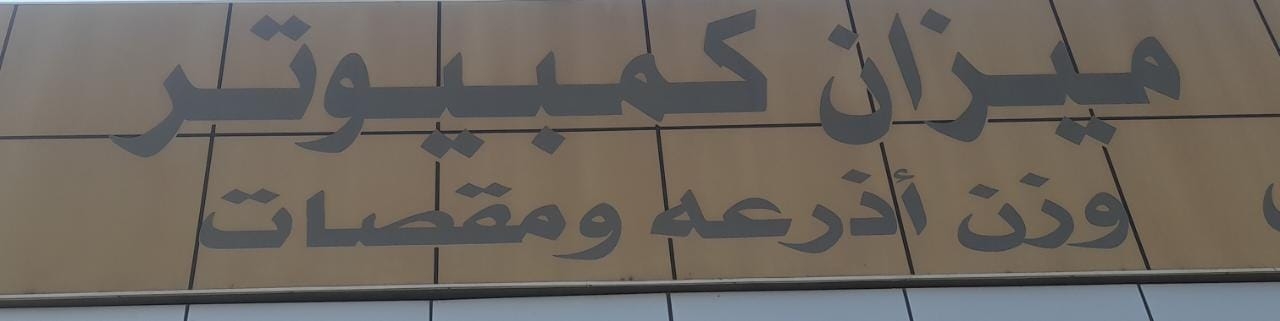 ميزان كمبيوتر
وزن أذرعه ومقصات